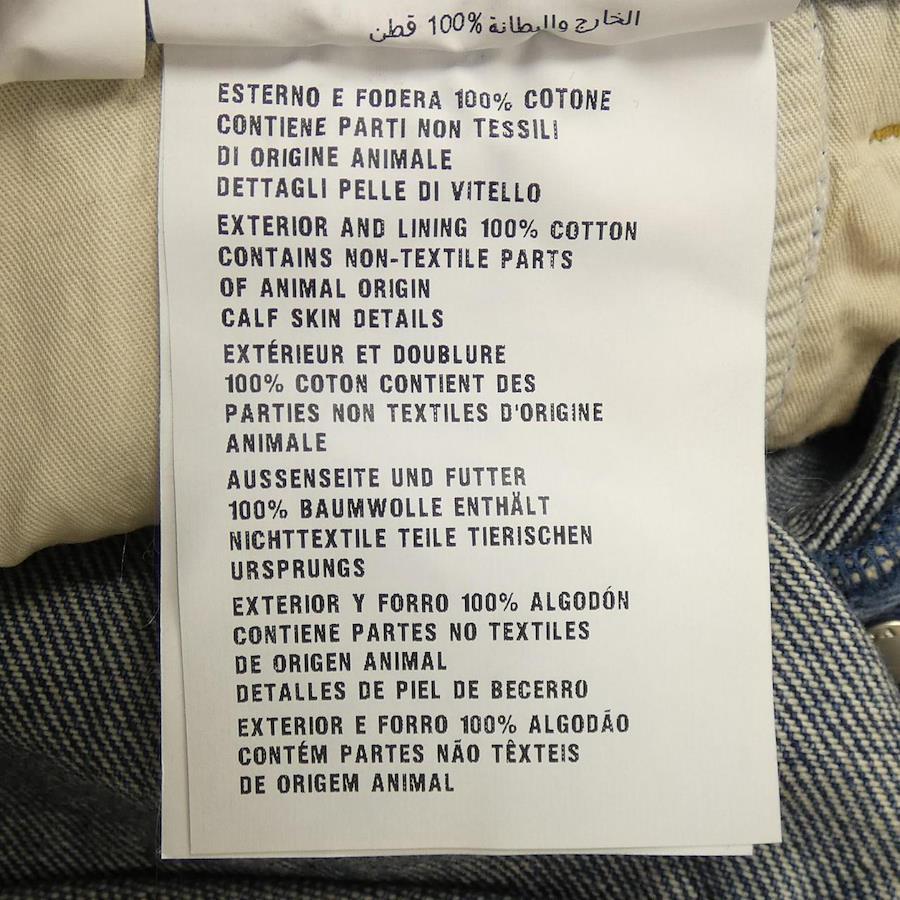 الخارج والبطانة 100% قطن
ESTERNO E FODERA 100% COTONE
CONTIENE PARTI NON TESSILI
DI ORIGINE ANIMALE
DETTAGLI PELLE DI VITELLO
EXTERIOR AND LINING 100% COTTON
CONTAINS NON-TEXTILE PARTS
OF ANIMAL ORIGIN
CALF SKIN DETAILS
EXTÉRIEUR ET DOUBLURE
100% COTON CONTIENT DES
PARTIES NON TEXTILES D'ORIGINE
ANIMALE
AUSSENSEITE UND FUTTER
100% BAUMWOLLE ENTHÄLT
NICHTTEXTILE TEILE TIERISCHEN
URSPRUNGS
EXTERIOR Y FORRO 100% ALGODÓN
CONTIENE PARTES NO TEXTILES
DE ORIGEN ANIMAL
DETALLES DE PIEL DE BECERRO
EXTERIOR E FORRO 100% ALGODÃO
CONTÉM PARTES NÃO TÊXTEIS
DE ORIGEM ANIMAL